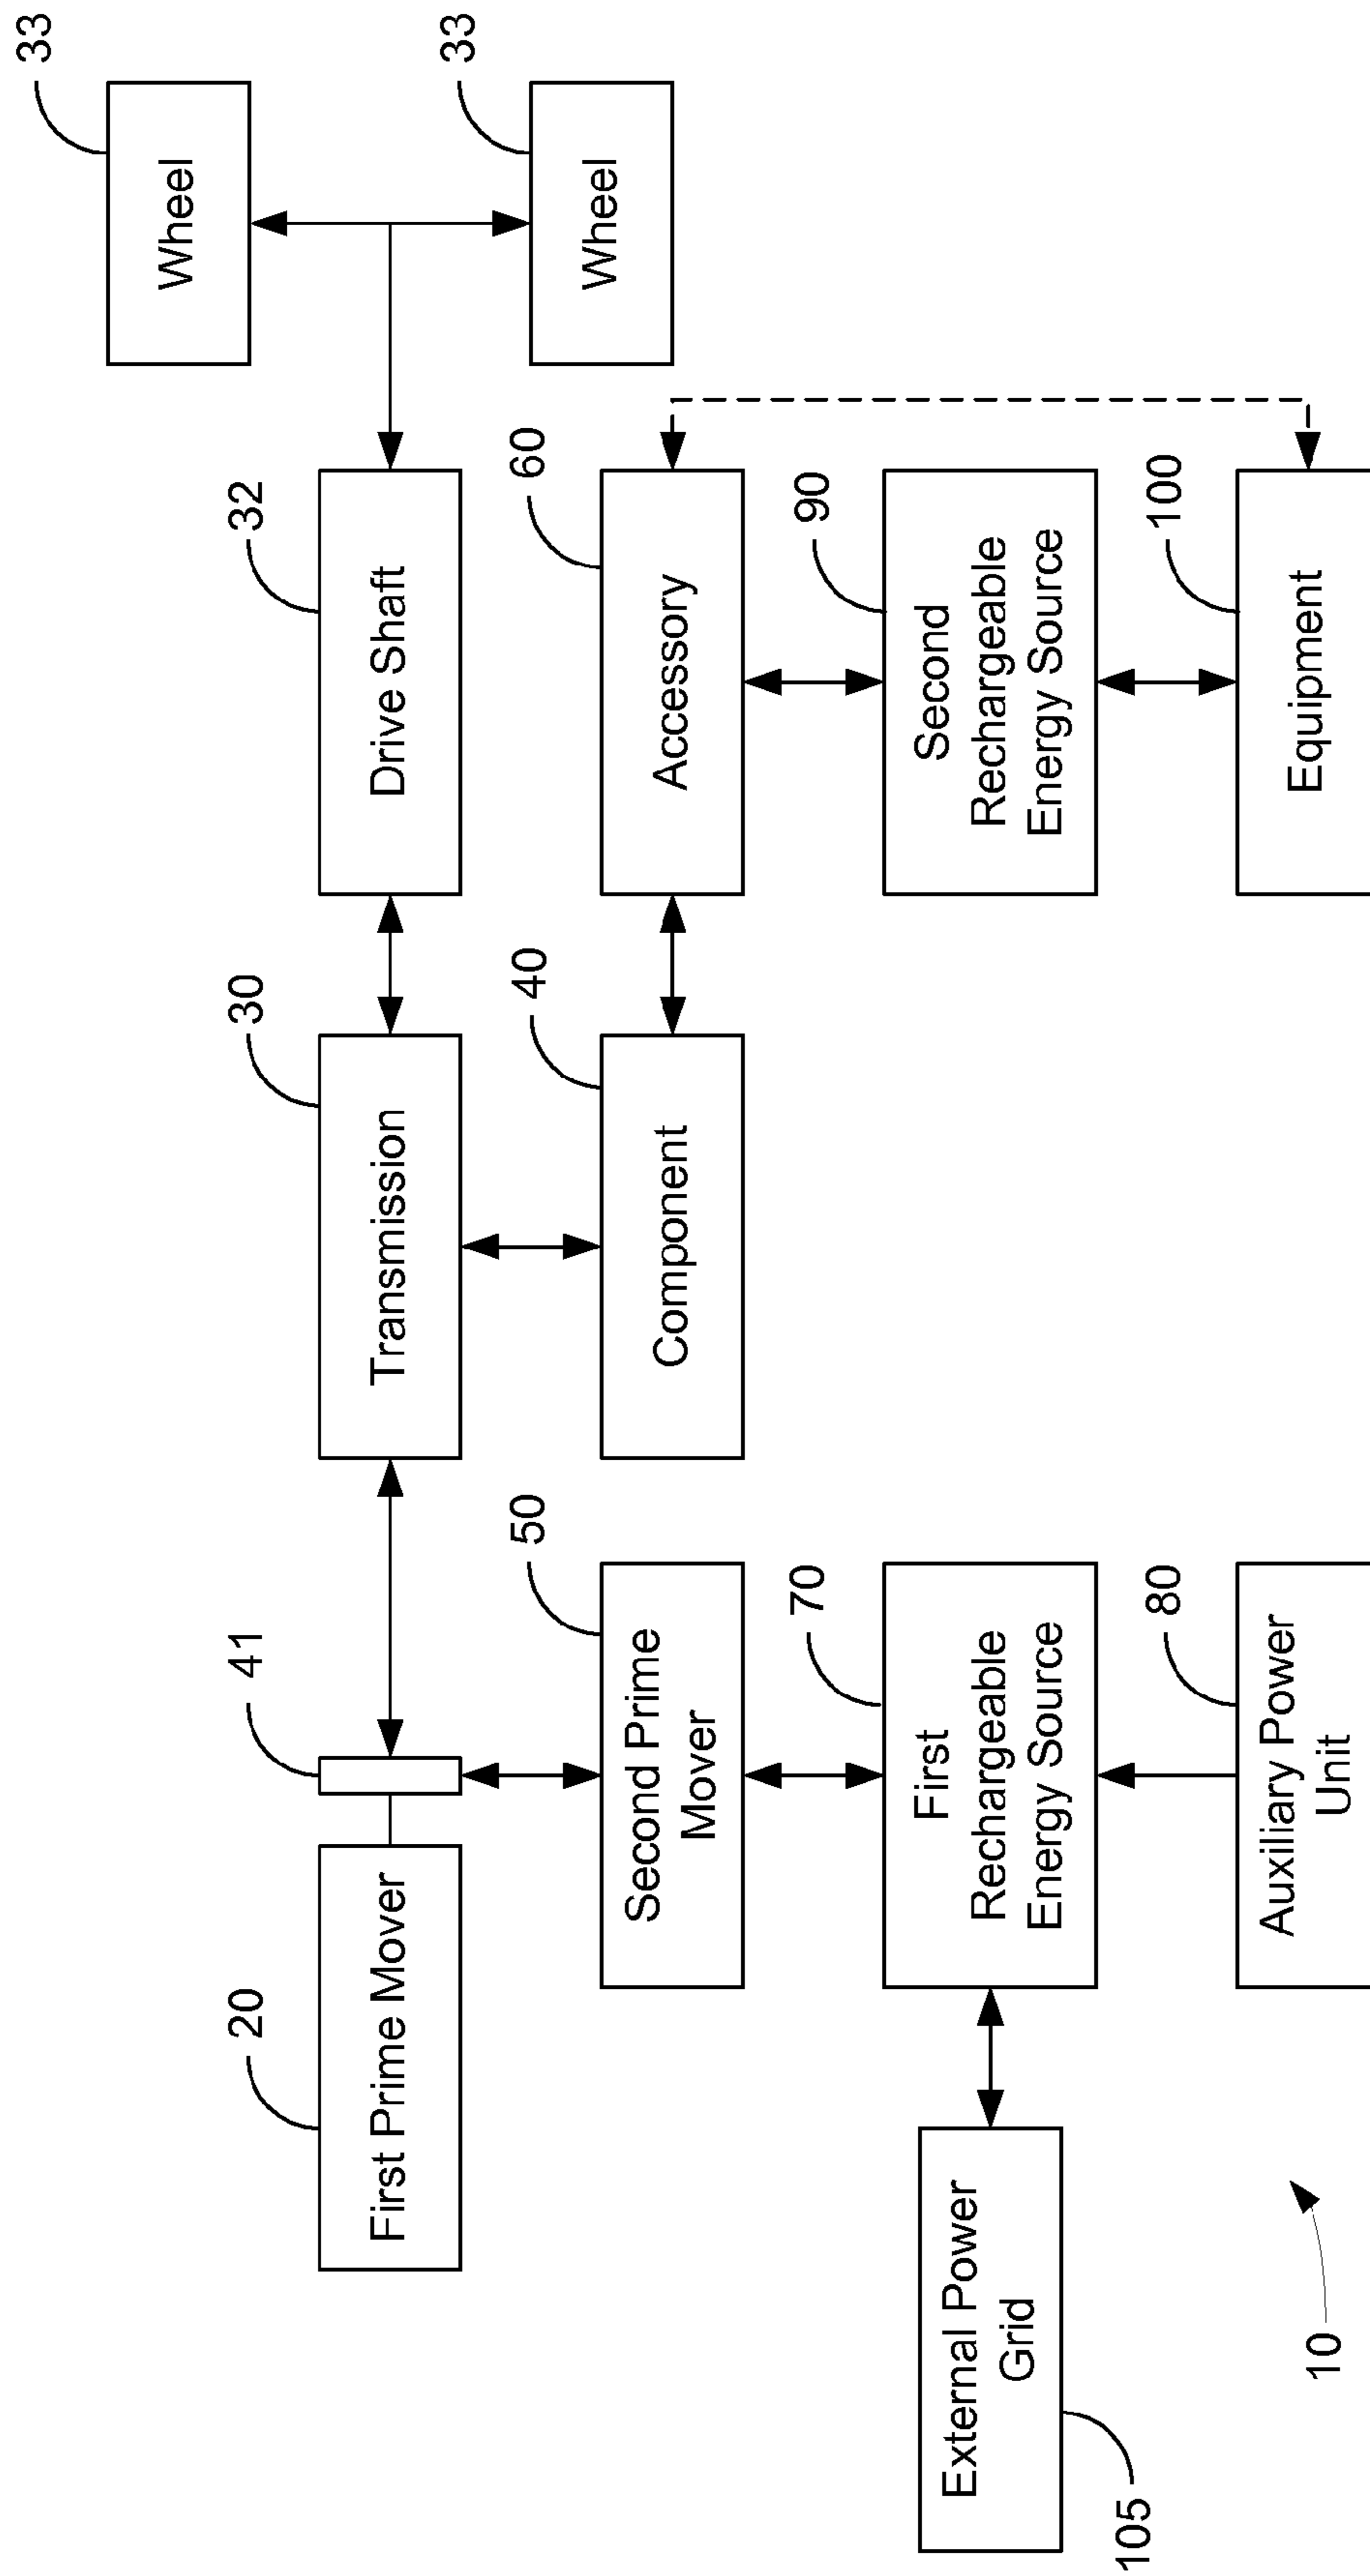 33
Wheel
33
Wheel
20
First Prime Mover
41
30
Transmission
32
Drive Shaft
50
Second Prime
Mover
40
Component
60
Accessory
105
External Power
Grid
70
First
Rechargeable
Energy Source
90
Second
Rechargeable
Energy Source
10
80
Auxiliary Power
Unit
100
Equipment